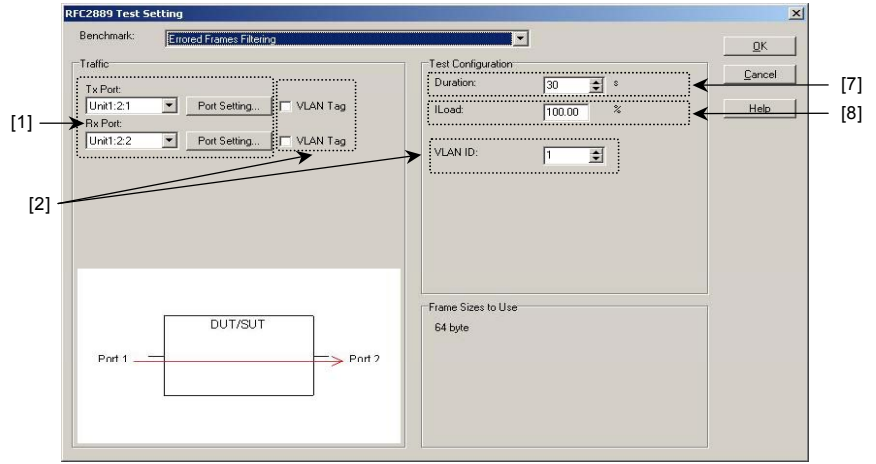 RFC2889 Test Setting
Benchmark: Errored Frames Filtering
OK
Cancel
Help
Traffic
Tx Port:
Unit1:2:1 Port Setting... VLAN Tag
Rx Port:
Unit1:2:2 Port Setting... VLAN Tag
[1]
[2]
Test Configuration
Duration: 30 s
[7]
ILoad: 100.00 %
[8]
VLAN ID: 1
DUT/SUT
Port 1
Port 2
Frame Sizes to Use
64 byte